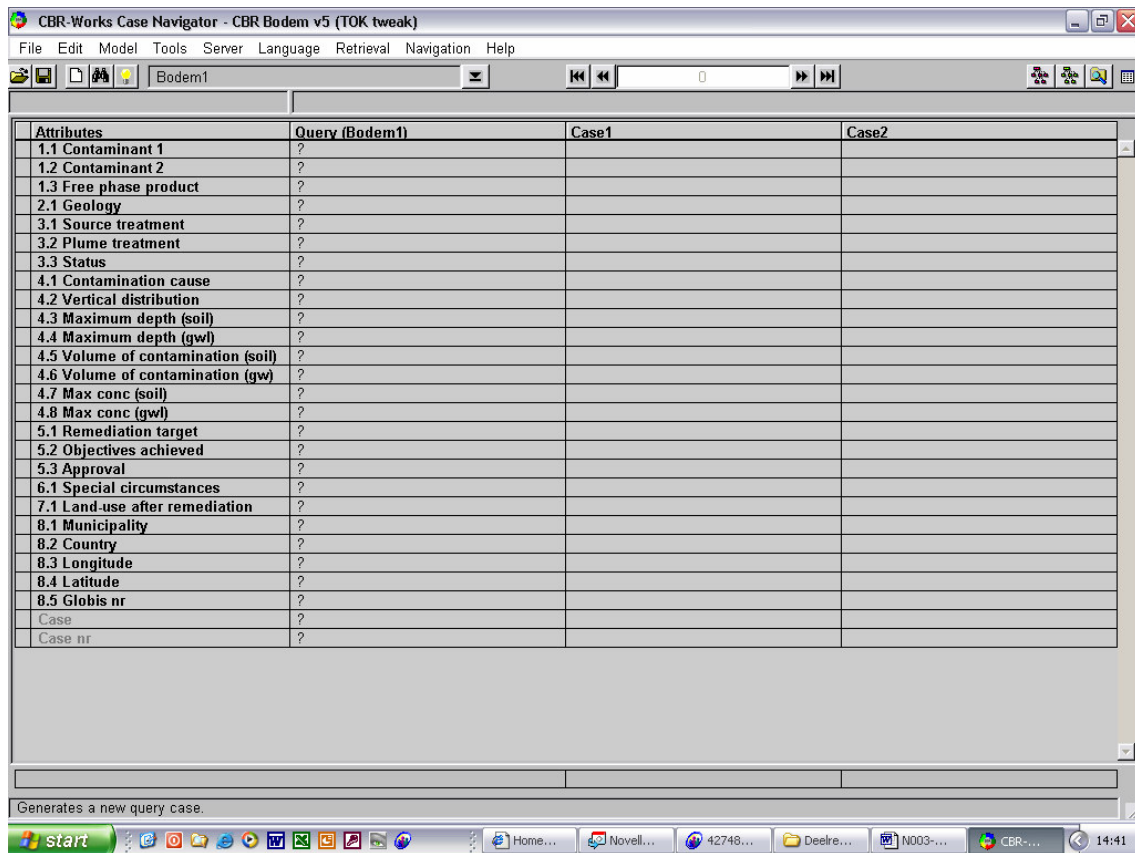 CBR-Works Case Navigator - CBR Bodem v5 (TOK tweak)
File Edit Model Tools Server Language Retrieval Navigation Help
Bodem1 0
Attributes Query (Bodem1) Case1 Case2
1.1 Contaminant 1 ?
1.2 Contaminant 2 ?
1.3 Free phase product ?
2.1 Geology ?
3.1 Source treatment ?
3.2 Plume treatment ?
3.3 Status ?
4.1 Contamination cause ?
4.2 Vertical distribution ?
4.3 Maximum depth (soil) ?
4.4 Maximum depth (gwl) ?
4.5 Volume of contamination (soil) ?
4.6 Volume of contamination (gw) ?
4.7 Max conc (soil) ?
4.8 Max conc (gwl) ?
5.1 Remediation target ?
5.2 Objectives achieved ?
5.3 Approval ?
6.1 Special circumstances ?
7.1 Land-use after remediation ?
8.1 Municipality ?
8.2 Country ?
8.3 Longitude ?
8.4 Latitude ?
8.5 Globis nr ?
Case ?
Case nr ?
Generates a new query case.
start Home... Novell... 42748... Deelre... N003-... CBR-... 14:41